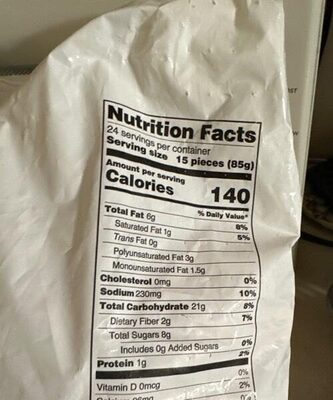 Nutrition Facts
24 servings per container
Serving size 15 pieces (85g)
Amount per serving
Calories 140
% Daily Value*
Total Fat 6g 8%
Saturated Fat 1g 5%
Trans Fat 0g
Polyunsaturated Fat 3g
Monounsaturated Fat 1.5g
Cholesterol 0mg 0%
Sodium 230mg 10%
Total Carbohydrate 21g 8%
Dietary Fiber 2g 7%
Total Sugars 8g
Includes 0g Added Sugars 0%
Protein 1g 2%
Vitamin D 0mcg 0%
2%